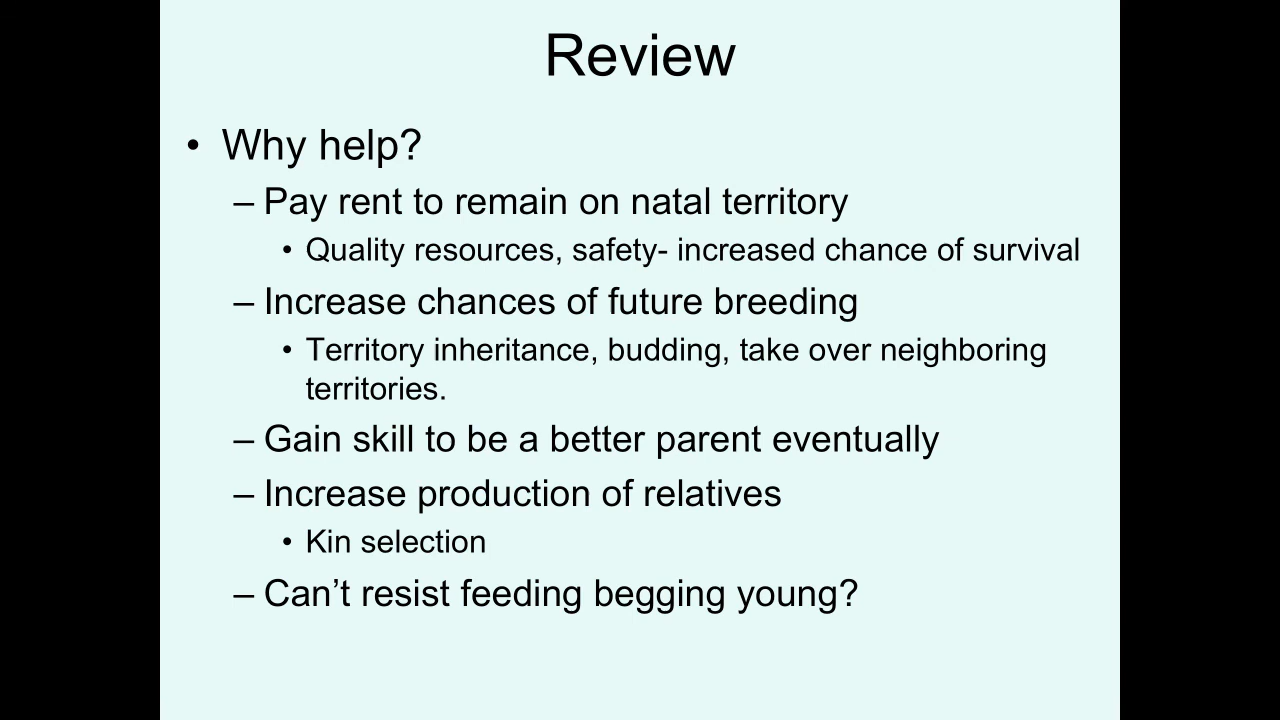 Review
• Why help?
– Pay rent to remain on natal territory
• Quality resources, safety- increased chance of survival
– Increase chances of future breeding
• Territory inheritance, budding, take over neighboring
territories.
– Gain skill to be a better parent eventually
– Increase production of relatives
• Kin selection
– Can’t resist feeding begging young?